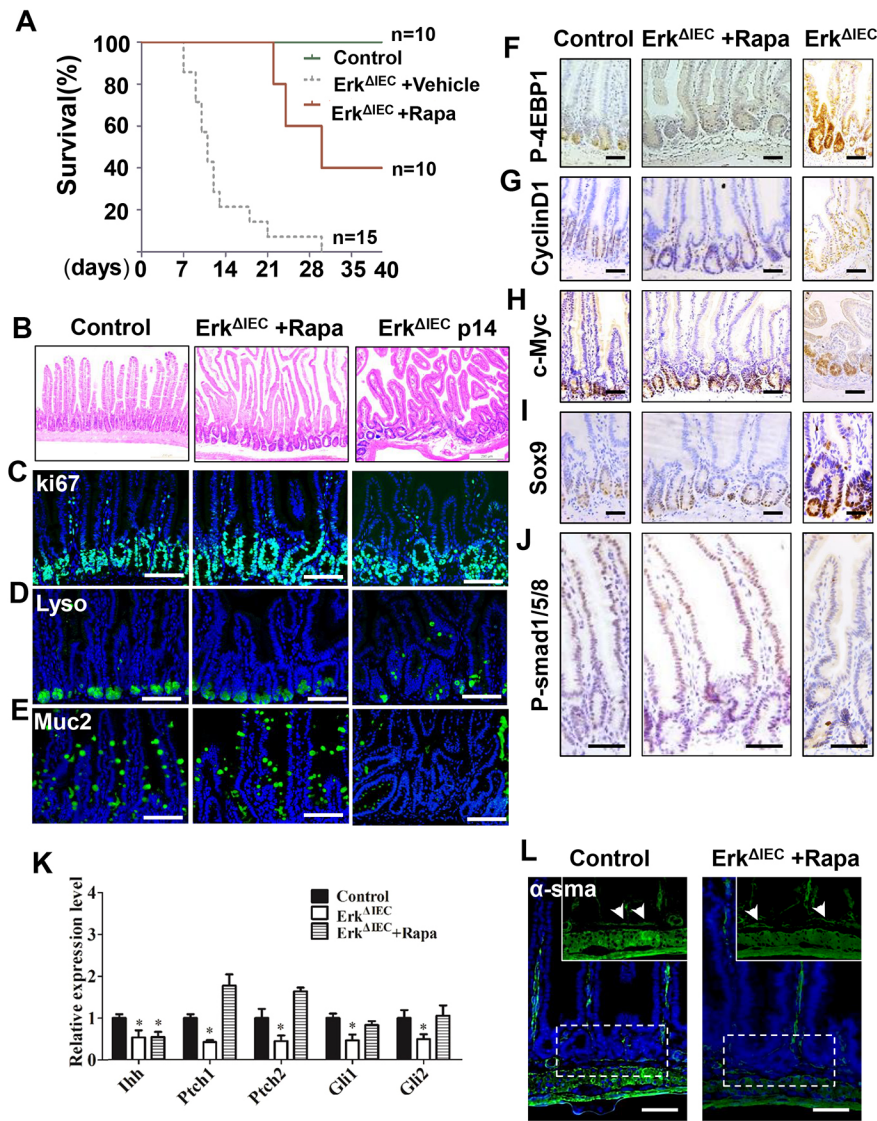 A
n=10
Survival(%)
100
80
60
40
20
Control
Erk^ΔIEC +Vehicle
Erk^ΔIEC +Rapa
n=10
n=15
(days)
0
7
14
21
28
35
40
B
Control
Erk^ΔIEC +Rapa
Erk^ΔIEC p14
C
ki67
D
Lyso
E
Muc2
F
Control
Erk^ΔIEC +Rapa
Erk^ΔIEC
P-4EBP1
G
CyclinD1
H
c-Myc
I
Sox9
J
P-smad1/5/8
K
Relative expression level
4
3
2
1
0
Control
Erk^ΔIEC
Erk^ΔIEC+Rapa
* * * * * *
Ihh
Ptch1
Ptch2
Gli1
Gli2
L
Control
Erk^ΔIEC +Rapa
α-sma